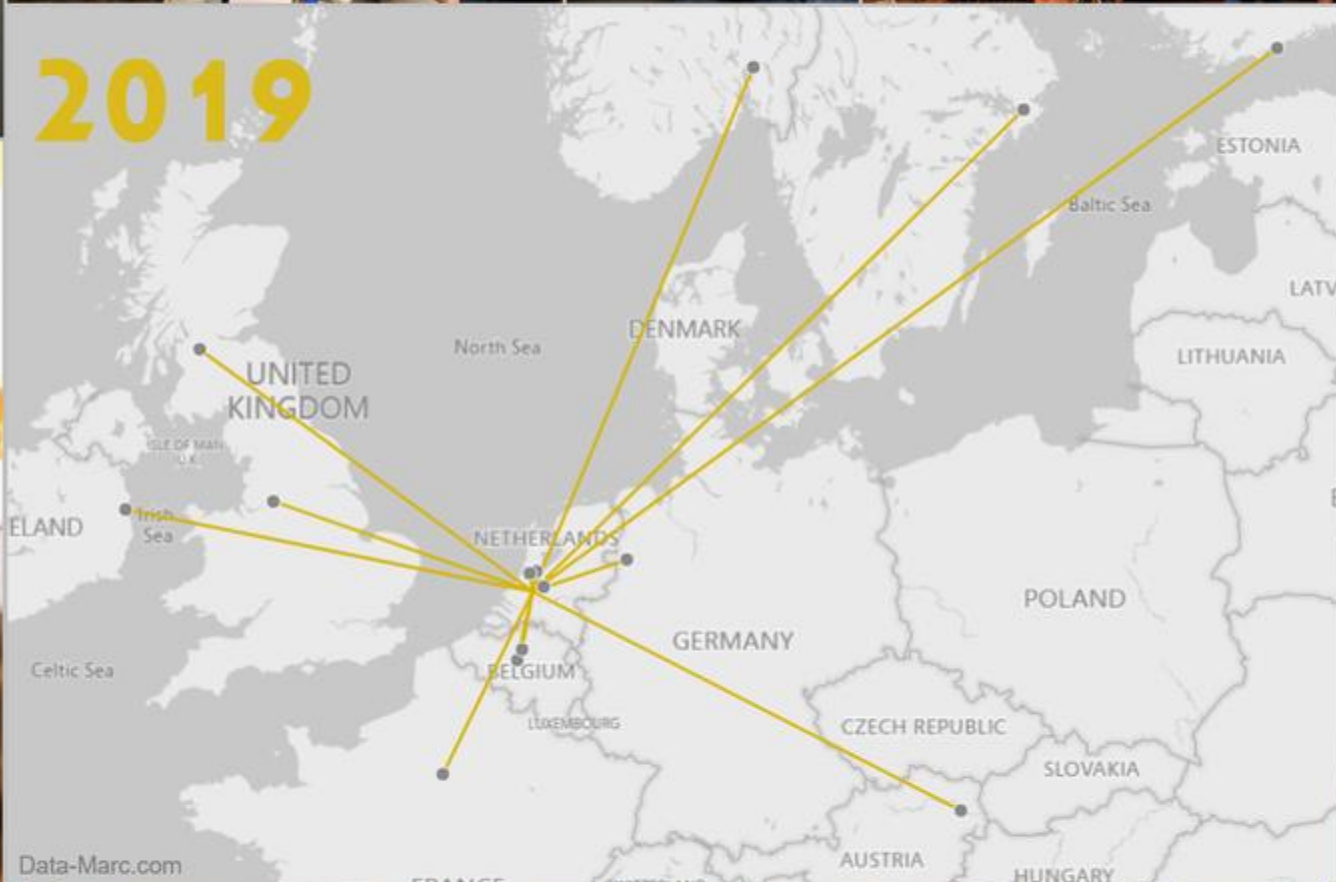 2019
ESTONIA
Baltic Sea
LATV
DENMARK
North Sea
LITHUANIA
UNITED
KINGDOM
ISLE OF MAN
U.K.
ELAND
Irish
Sea
NETHERLANDS
POLAND
GERMANY
Celtic Sea
BELGIUM
LUXEMBOURG
CZECH REPUBLIC
SLOVAKIA
Data-Marc.com
AUSTRIA
HUNGARY
FRANCE